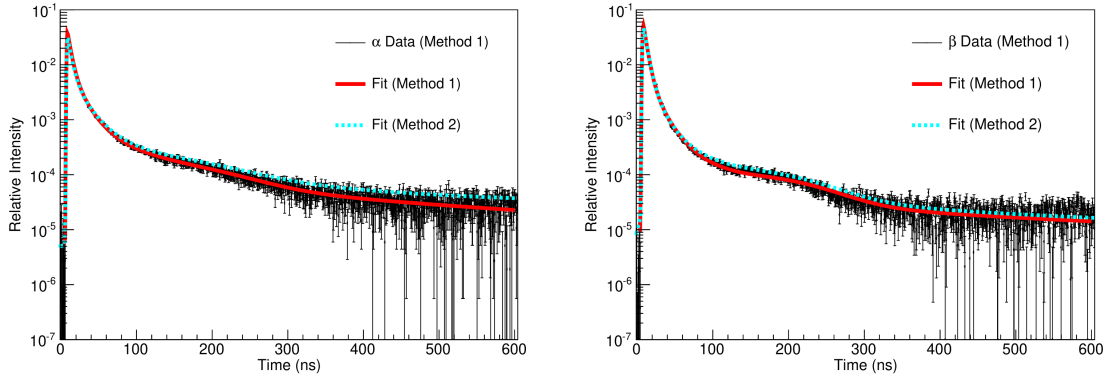 10⁻¹
10⁻²
10⁻³
10⁻⁴
10⁻⁵
10⁻⁶
10⁻⁷
Relative Intensity
α Data (Method 1)
Fit (Method 1)
Fit (Method 2)
0 100 200 300 400 500 600
Time (ns)
10⁻¹
10⁻²
10⁻³
10⁻⁴
10⁻⁵
10⁻⁶
10⁻⁷
Relative Intensity
β Data (Method 1)
Fit (Method 1)
Fit (Method 2)
0 100 200 300 400 500 600
Time (ns)